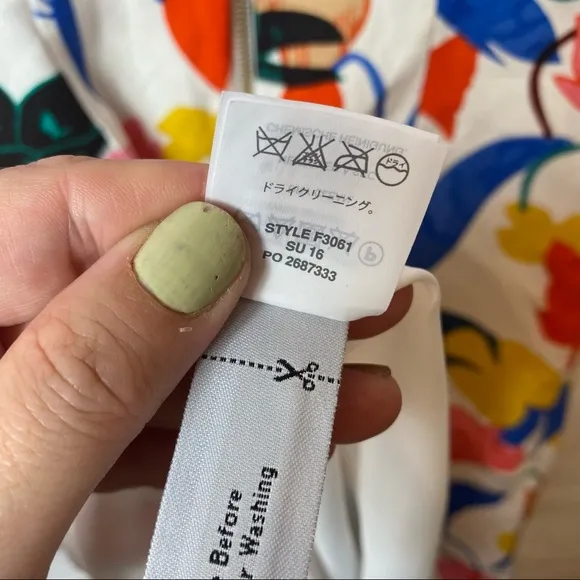 ドライ
ドライクリーニング。
STYLE F3061
SU 16
PO 2687333
Before
Washing